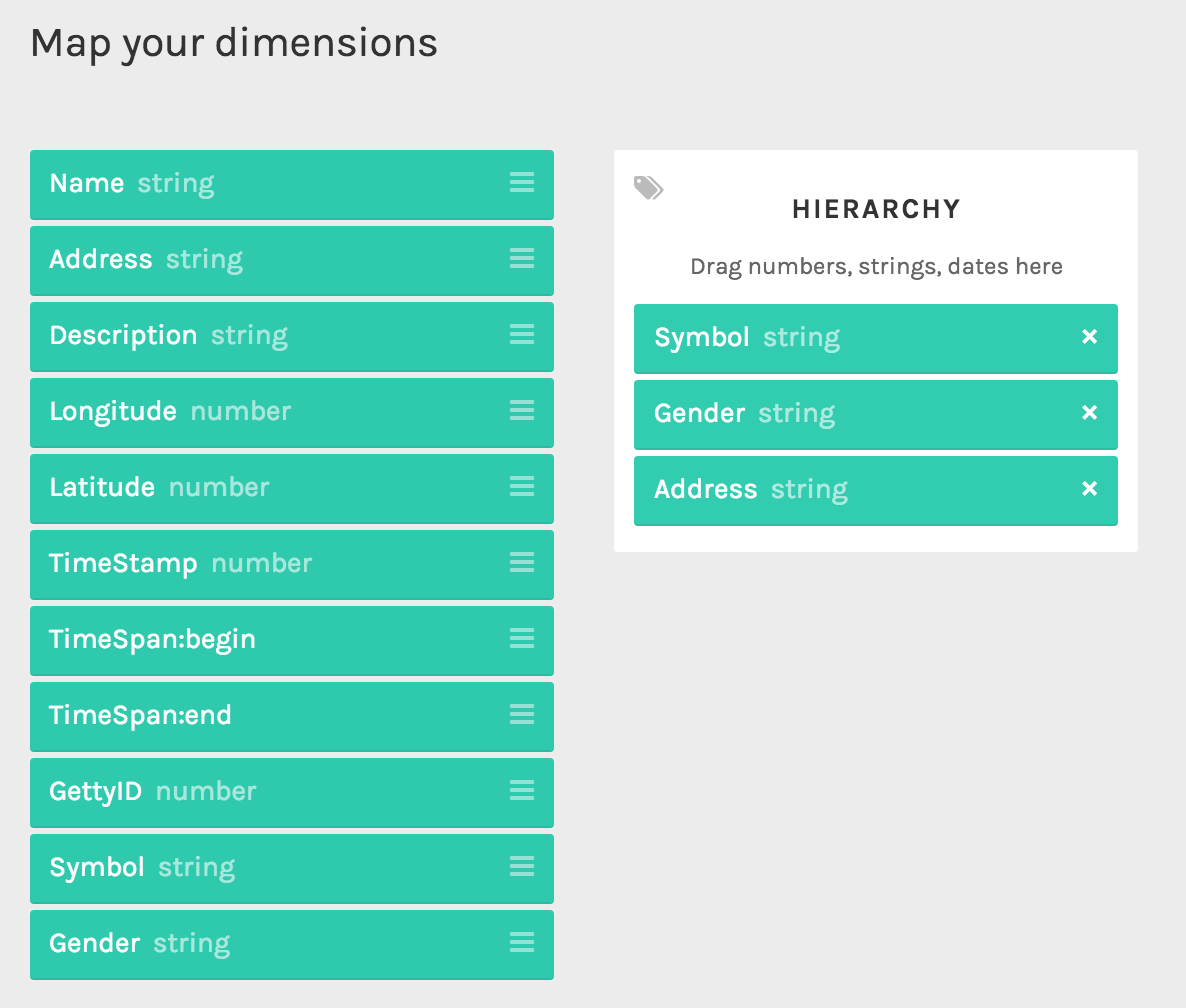 Map your dimensions
Name string
Address string
Description string
Longitude number
Latitude number
TimeStamp number
TimeSpan:begin
TimeSpan:end
GettyID number
Symbol string
Gender string
HIERARCHY
Drag numbers, strings, dates here
Symbol string
Gender string
Address string